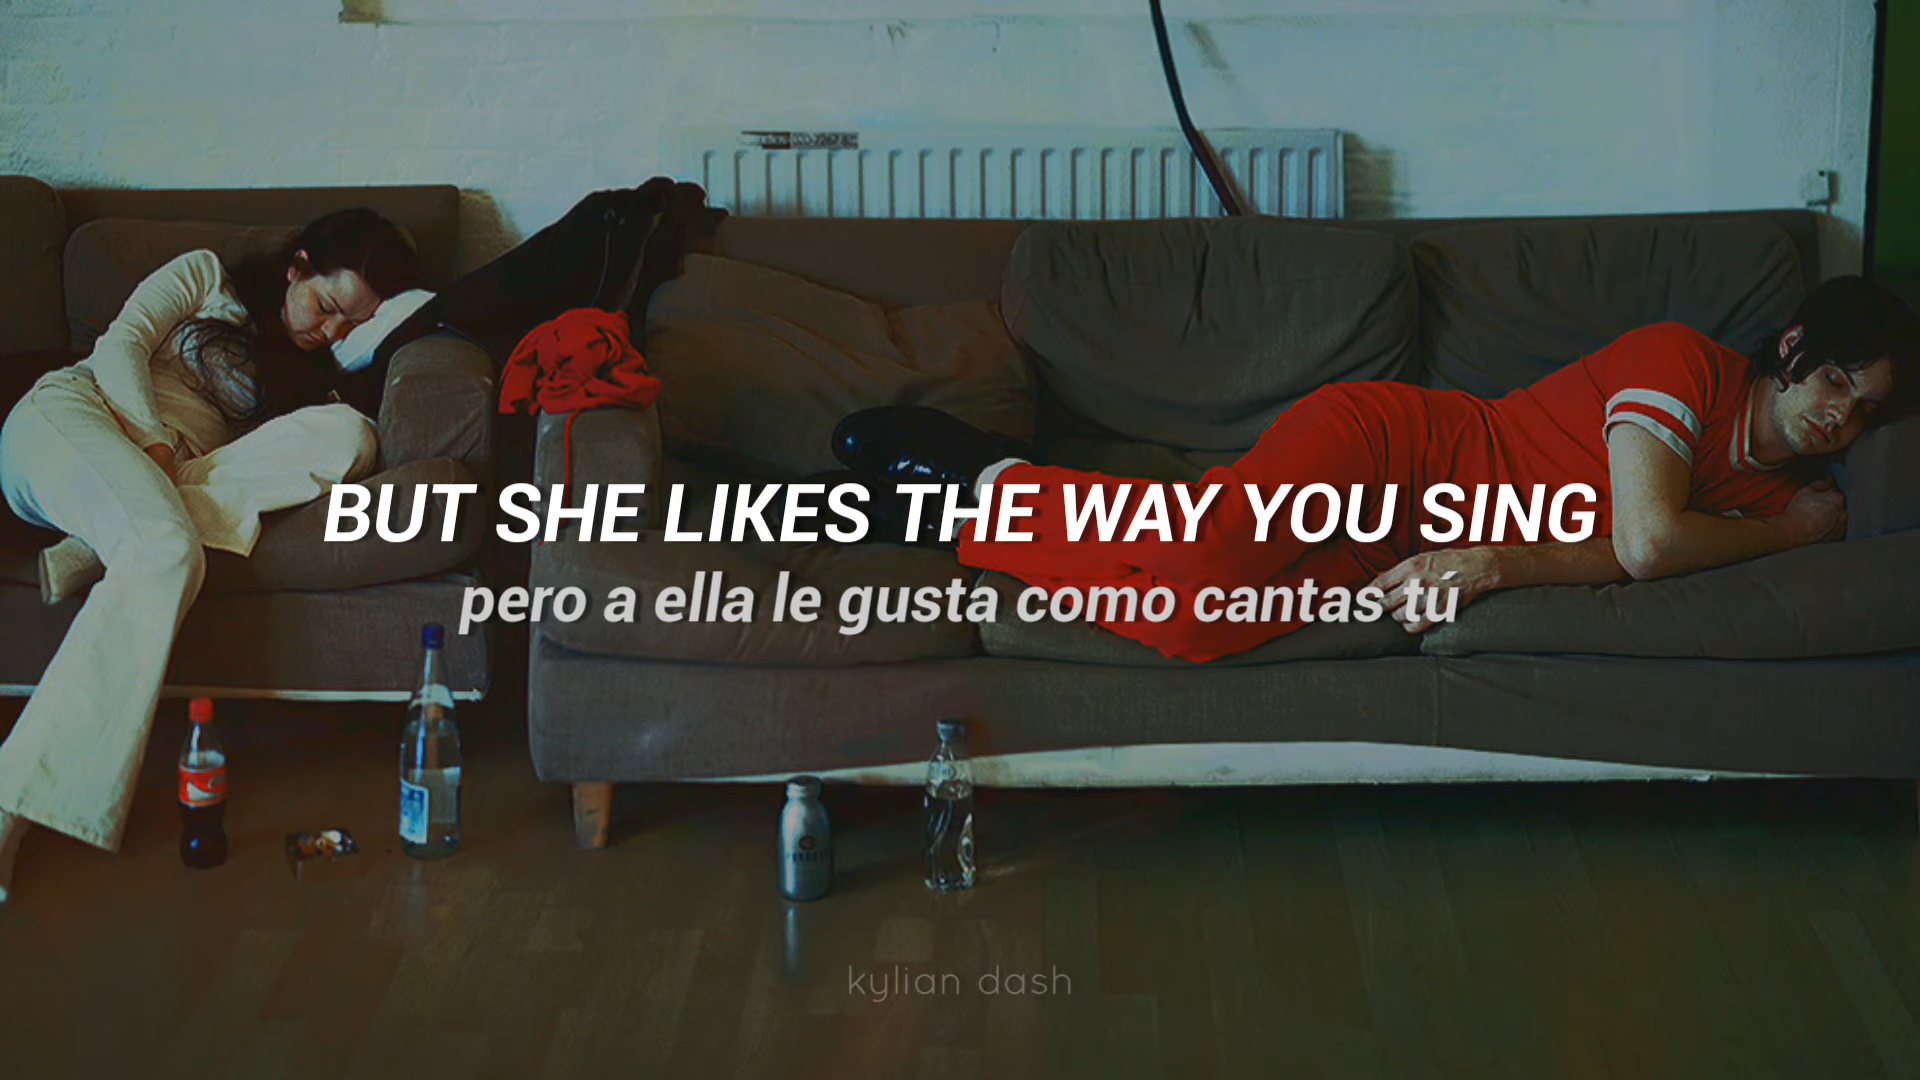 BUT SHE LIKES THE WAY YOU SING
pero a ella le gusta como cantas tú
kylian dash